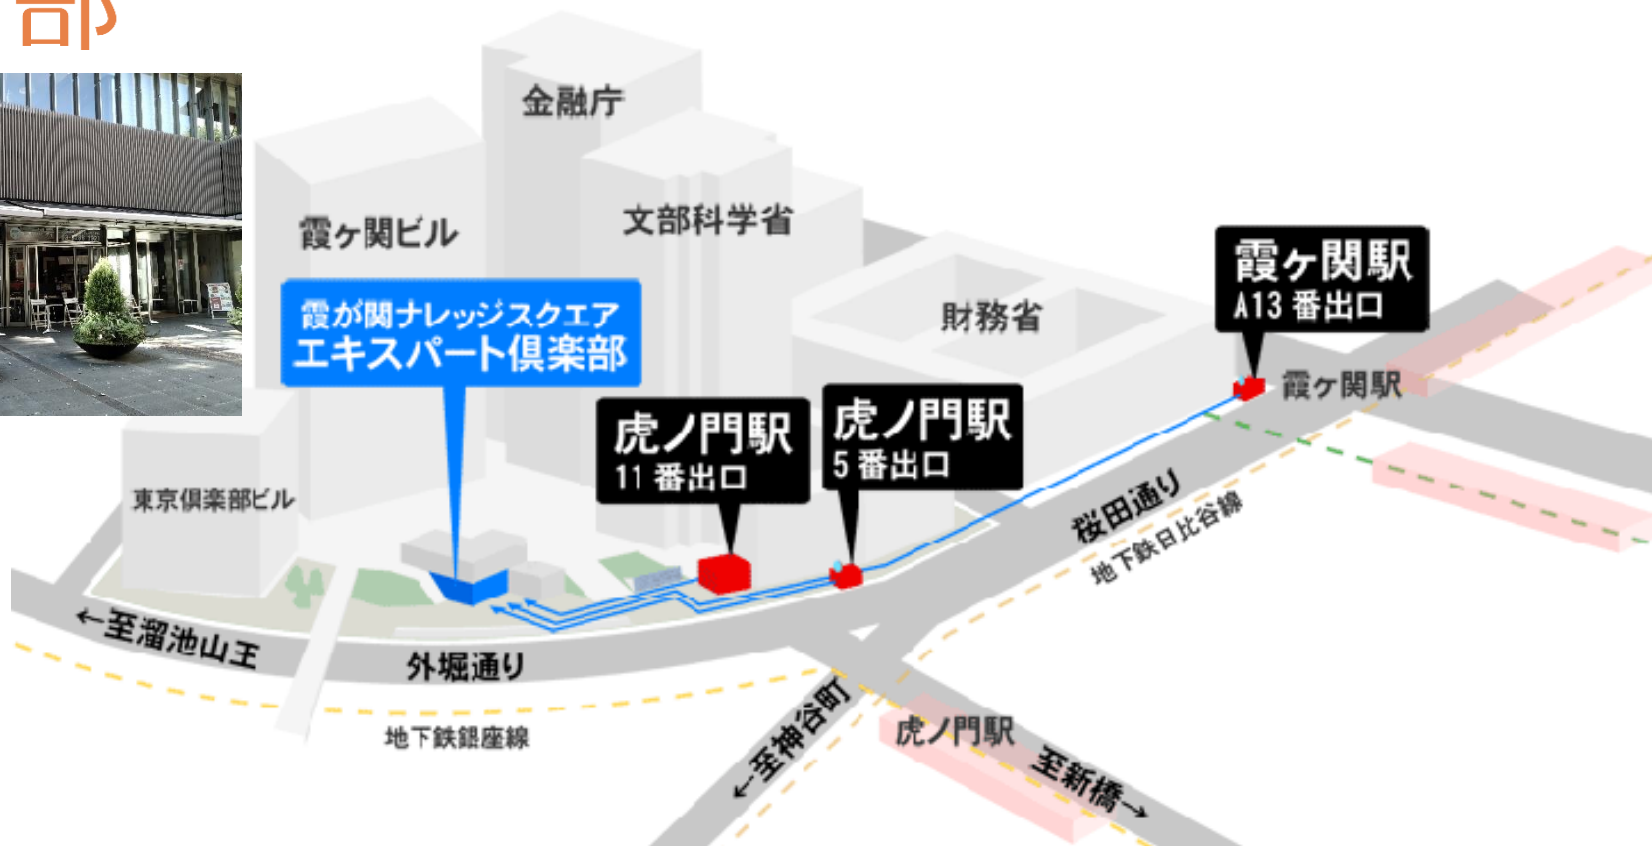 部
金融庁
霞ヶ関ビル
文部科学省
霞が関ナレッジスクエア
エキスパート倶楽部
財務省
霞ヶ関駅
A13 番出口
霞ヶ関駅
虎ノ門駅
11 番出口
虎ノ門駅
5 番出口
東京倶楽部ビル
桜田通り
地下鉄日比谷線
←至溜池山王
外堀通り
地下鉄銀座線
←至神谷町
虎ノ門駅
至新橋→